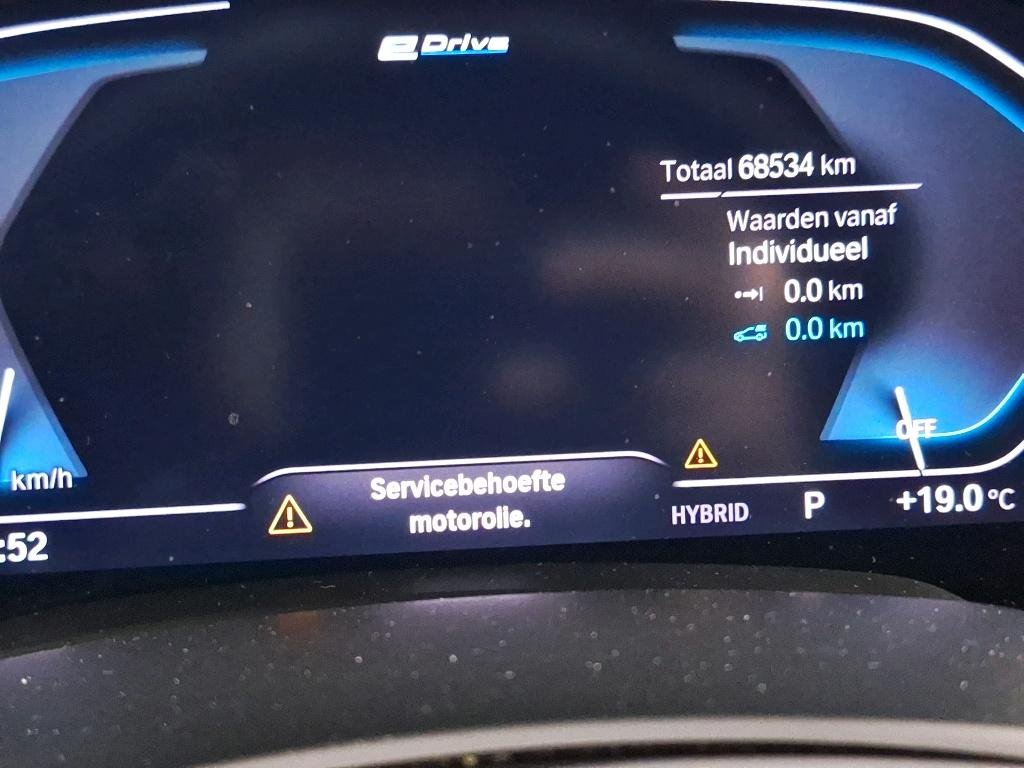 eDrive
Totaal 68534 km
Waarden vanaf
Individueel
0.0 km
0.0 km
OFF
km/h
Servicebehoefte
motorolie.
HYBRID P +19.0°C
:52